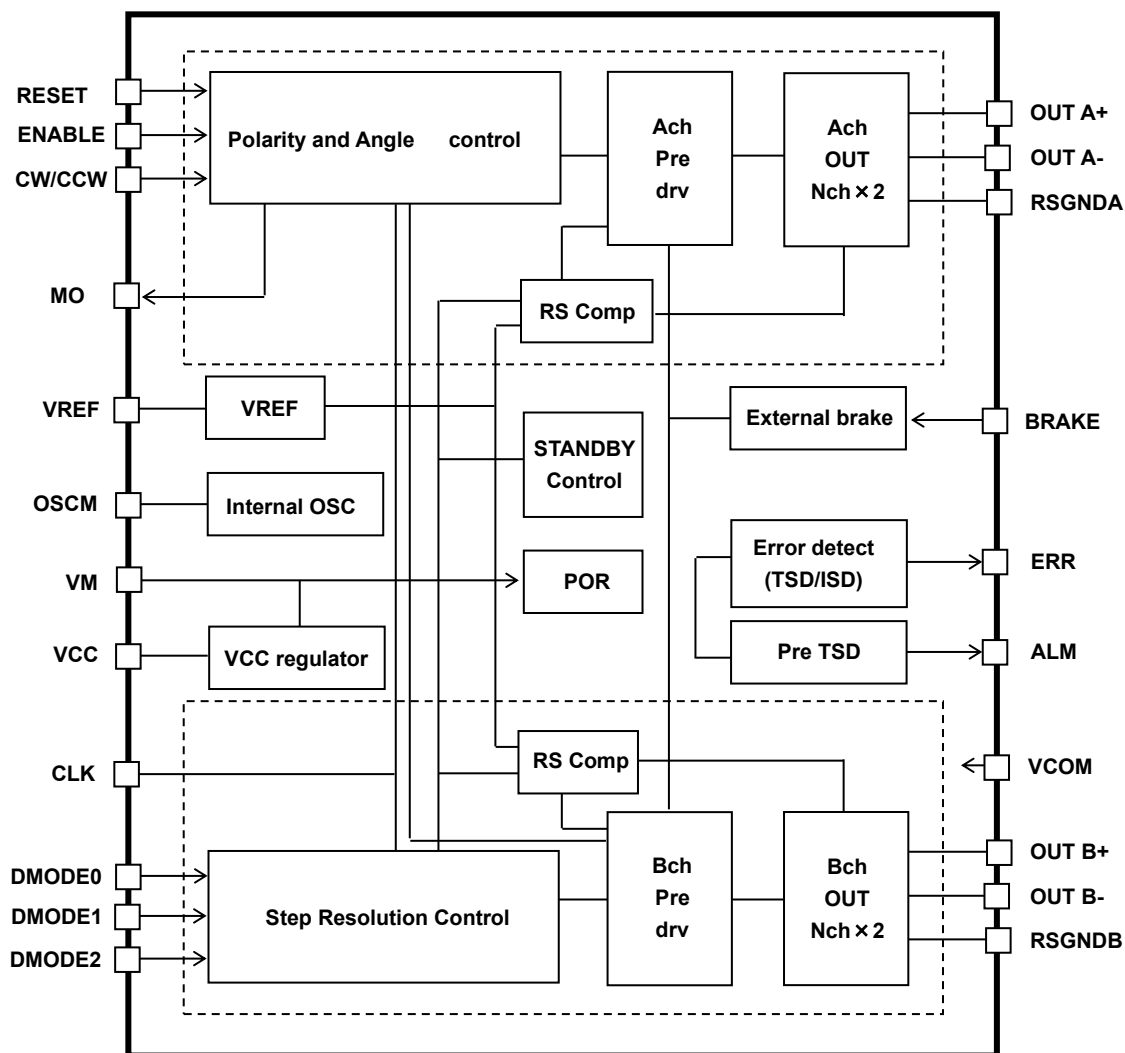 RESET
ENABLE
CW/CCW
MO
VREF
OSCM
VM
VCC
CLK
DMODE0
DMODE1
DMODE2
Polarity and Angle control
Ach
Pre
drv
Ach
OUT
Nch × 2
RS Comp
VREF
Internal OSC
VCC regulator
STANDBY
Control
POR
External brake
Error detect
(TSD/ISD)
Pre TSD
RS Comp
Step Resolution Control
Bch
Pre
drv
Bch
OUT
Nch × 2
OUT A+
OUT A-
RSGNDA
BRAKE
ERR
ALM
VCOM
OUT B+
OUT B-
RSGNDB